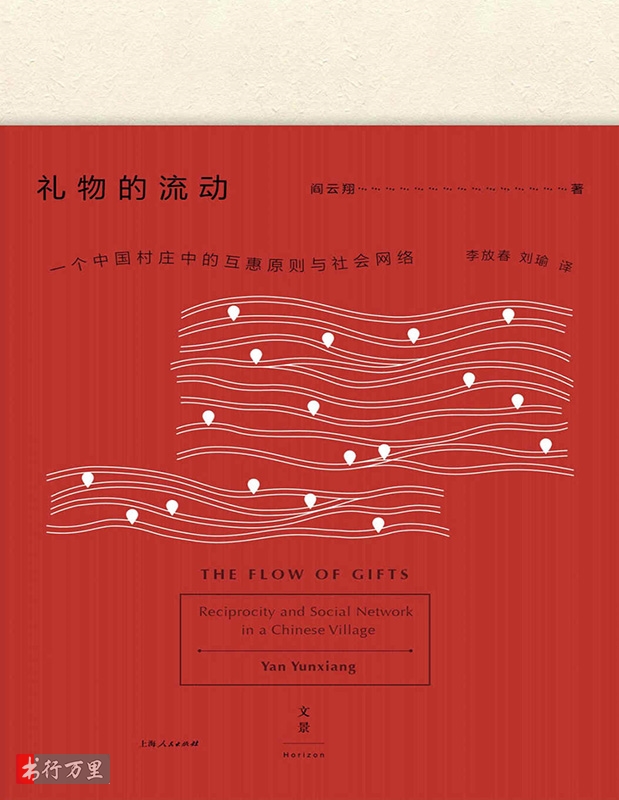 礼物的流动
阎云翔 著
一个中国村庄中的互惠原则与社会网络
李放春 刘瑜 译
THE FLOW OF GIFTS
Reciprocity and Social Network
in a Chinese Village
Yan Yunxiang
文
景
Horizon
上海人民出版社
书行万里